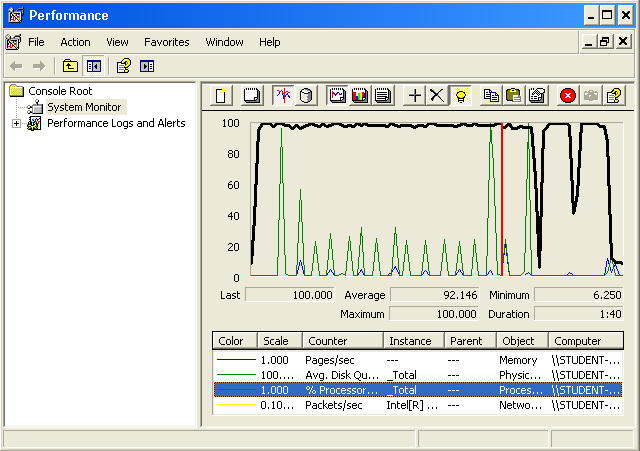 Performance
File Action View Favorites Window Help
Console Root
System Monitor
Performance Logs and Alerts
100
80
60
40
20
0
Last 100.000 Average 92.146 Minimum 6.250
Maximum 100.000 Duration 1:40
Color Scale Counter Instance Parent Object Computer
1.000 Pages/sec --- --- Memory \\STUDENT-...
100.... Avg. Disk Qu... _Total --- Physic... \\STUDENT-...
1.000 % Processor... _Total --- Proces... \\STUDENT-...
0.10... Packets/sec Intel[R] ... --- Netwo... \\STUDENT-...